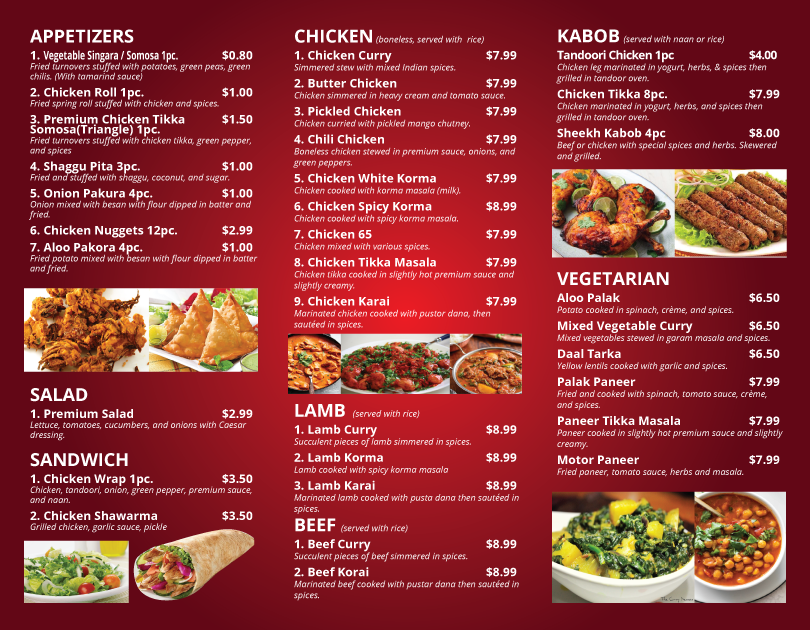 APPETIZERS
1. Vegetable Singara / Somosa 1pc. $0.80
Fried turnovers stuffed with potatoes, green peas, green
chilis. (With tamarind sauce)
2. Chicken Roll 1pc. $1.00
Fried spring roll stuffed with chicken and spices.
3. Premium Chicken Tikka $1.50
Somosa(Triangle) 1pc.
Fried turnovers stuffed with chicken tikka, green pepper,
and spices
4. Shaggu Pita 3pc. $1.00
Fried and stuffed with shaggu, coconut, and sugar.
5. Onion Pakura 4pc. $1.00
Onion mixed with besan with flour dipped in batter and
fried.
6. Chicken Nuggets 12pc. $2.99
7. Aloo Pakora 4pc. $1.00
Fried potato mixed with besan with flour dipped in batter
and fried.
SALAD
1. Premium Salad $2.99
Lettuce, tomatoes, cucumbers, and onions with Caesar
dressing.
SANDWICH
1. Chicken Wrap 1pc. $3.50
Chicken, tandoori, onion, green pepper, premium sauce,
and naan.
2. Chicken Shawarma $3.50
Grilled chicken, garlic sauce, pickle
CHICKEN (boneless, served with rice)
1. Chicken Curry $7.99
Simmered stew with mixed Indian spices.
2. Butter Chicken $7.99
Chicken simmered in heavy cream and tomato sauce.
3. Pickled Chicken $7.99
Chicken curried with pickled mango chutney.
4. Chili Chicken $7.99
Boneless chicken stewed in premium sauce, onions, and
green peppers.
5. Chicken White Korma $7.99
Chicken cooked with korma masala (milk).
6. Chicken Spicy Korma $8.99
Chicken cooked with spicy korma masala.
7. Chicken 65 $7.99
Chicken mixed with various spices.
8. Chicken Tikka Masala $7.99
Chicken tikka cooked in slightly hot premium sauce and
slightly creamy.
9. Chicken Karai $7.99
Marinated chicken cooked with pustor dana, then
sautéed in spices.
LAMB (served with rice)
1. Lamb Curry $8.99
Succulent pieces of lamb simmered in spices.
2. Lamb Korma $8.99
Lamb cooked with spicy korma masala
3. Lamb Karai $8.99
Marinated lamb cooked with pusta dana then sautéed in
spices.
BEEF (served with rice)
1. Beef Curry $8.99
Succulent pieces of beef simmered in spices.
2. Beef Korai $8.99
Marinated beef cooked with pustar dana then sautéed in
spices.
KABOB (served with naan or rice)
Tandoori Chicken 1pc $4.00
Chicken leg marinated in yogurt, herbs, & spices then
grilled in tandoor oven.
Chicken Tikka 8pc. $7.99
Chicken marinated in yogurt, herbs, and spices then
grilled in tandoor oven.
Sheekh Kabob 4pc $8.00
Beef or chicken with special spices and herbs. Skewered
and grilled.
VEGETARIAN
Aloo Palak $6.50
Potato cooked in spinach, crème, and spices.
Mixed Vegetable Curry $6.50
Mixed vegetables stewed in garam masala and spices.
Daal Tarka $6.50
Yellow lentils cooked with garlic and spices.
Palak Paneer $7.99
Fried and cooked with spinach, tomato sauce, crème,
and spices.
Paneer Tikka Masala $7.99
Paneer cooked in slightly hot premium sauce and slightly
creamy.
Motor Paneer $7.99
Fried paneer, tomato sauce, herbs and masala.